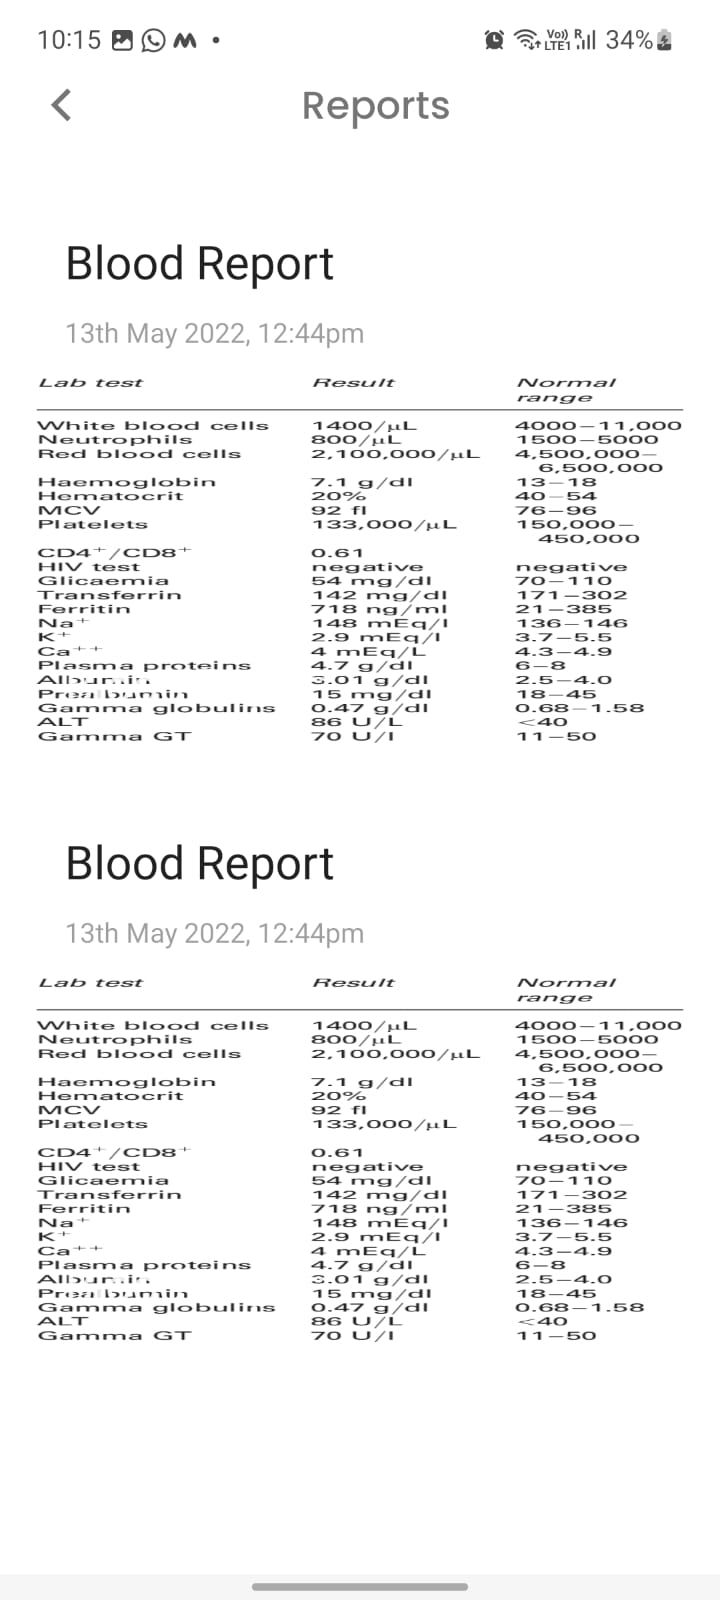 10:15 Vo)) R 34%
LTE1
Reports
Blood Report
13th May 2022, 12:44pm
Lab test Result Normal
range
White blood cells 1400/µL 4000–11,000
Neutrophils 800/µL 1500–5000
Red blood cells 2,100,000/µL 4,500,000–
6,500,000
Haemoglobin 7.1 g/dl 13–18
Hematocrit 20% 40–54
MCV 92 fl 76–96
Platelets 133,000/µL 150,000–
450,000
CD4+/CD8+ 0.61
HIV test negative negative
Glicaemia 54 mg/dl 70–110
Transferrin 142 mg/dl 171–302
Ferritin 718 ng/ml 21–385
Na+ 148 mEq/l 136–146
K+ 2.9 mEq/l 3.7–5.5
Ca++ 4 mEq/L 4.3–4.9
Plasma proteins 4.7 g/dl 6–8
Albumin 3.01 g/dl 2.5–4.0
Prealbumin 15 mg/dl 18–45
Gamma globulins 0.47 g/dl 0.68–1.58
ALT 86 U/L <40
Gamma GT 70 U/l 11–50
Blood Report
13th May 2022, 12:44pm
Lab test Result Normal
range
White blood cells 1400/µL 4000–11,000
Neutrophils 800/µL 1500–5000
Red blood cells 2,100,000/µL 4,500,000–
6,500,000
Haemoglobin 7.1 g/dl 13–18
Hematocrit 20% 40–54
MCV 92 fl 76–96
Platelets 133,000/µL 150,000–
450,000
CD4+/CD8+ 0.61
HIV test negative negative
Glicaemia 54 mg/dl 70–110
Transferrin 142 mg/dl 171–302
Ferritin 718 ng/ml 21–385
Na+ 148 mEq/l 136–146
K+ 2.9 mEq/l 3.7–5.5
Ca++ 4 mEq/L 4.3–4.9
Plasma proteins 4.7 g/dl 6–8
Albumin 3.01 g/dl 2.5–4.0
Prealbumin 15 mg/dl 18–45
Gamma globulins 0.47 g/dl 0.68–1.58
ALT 86 U/L <40
Gamma GT 70 U/l 11–50